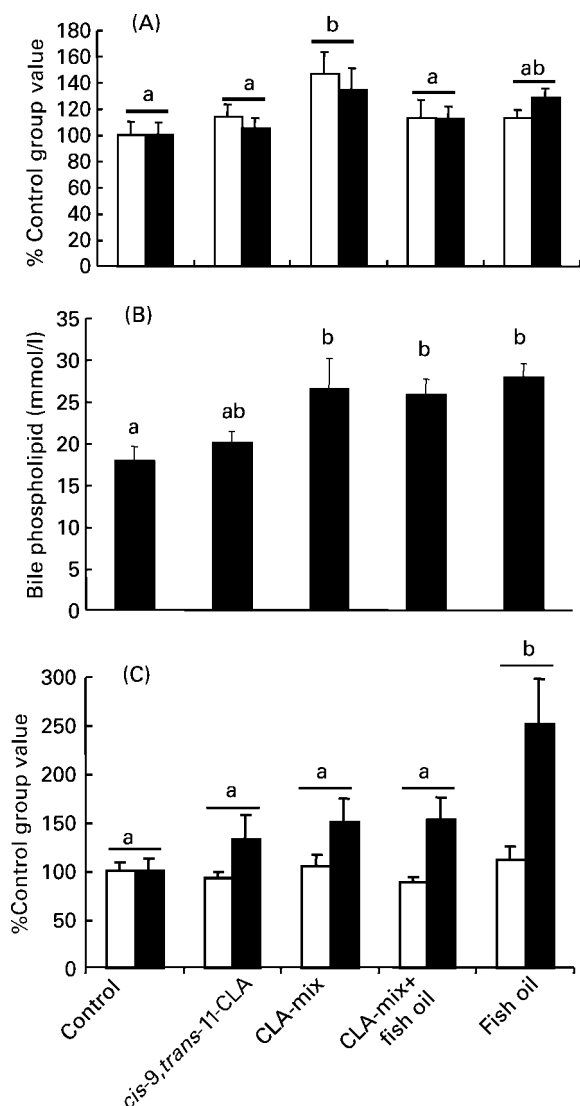 (A)
% Control group value
180
160
140
120
100
80
60
40
20
0
a
a
b
a
ab
(B)
Bile phospholipid (mmol/l)
35
30
25
20
15
10
5
0
a
ab
b
b
b
(C)
%Control group value
300
250
200
150
100
50
0
a
a
a
a
b
Control
cis-9,trans-11-CLA
CLA-mix
CLA-mix+
fish oil
Fish oil